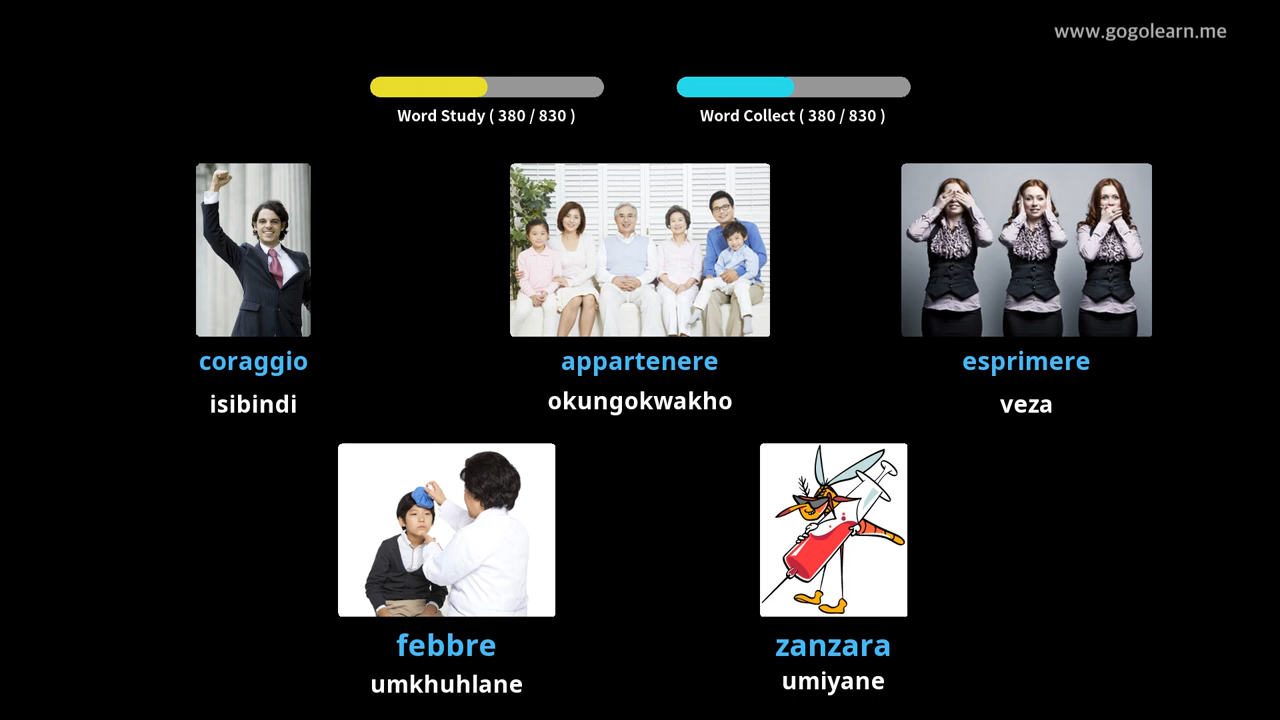 www.gogolearn.me
Word Study ( 380 / 830 )
Word Collect ( 380 / 830 )
coraggio
isibindi
appartenere
okungokwakho
esprimere
veza
febbre
umkhuhlane
zanzara
umiyane